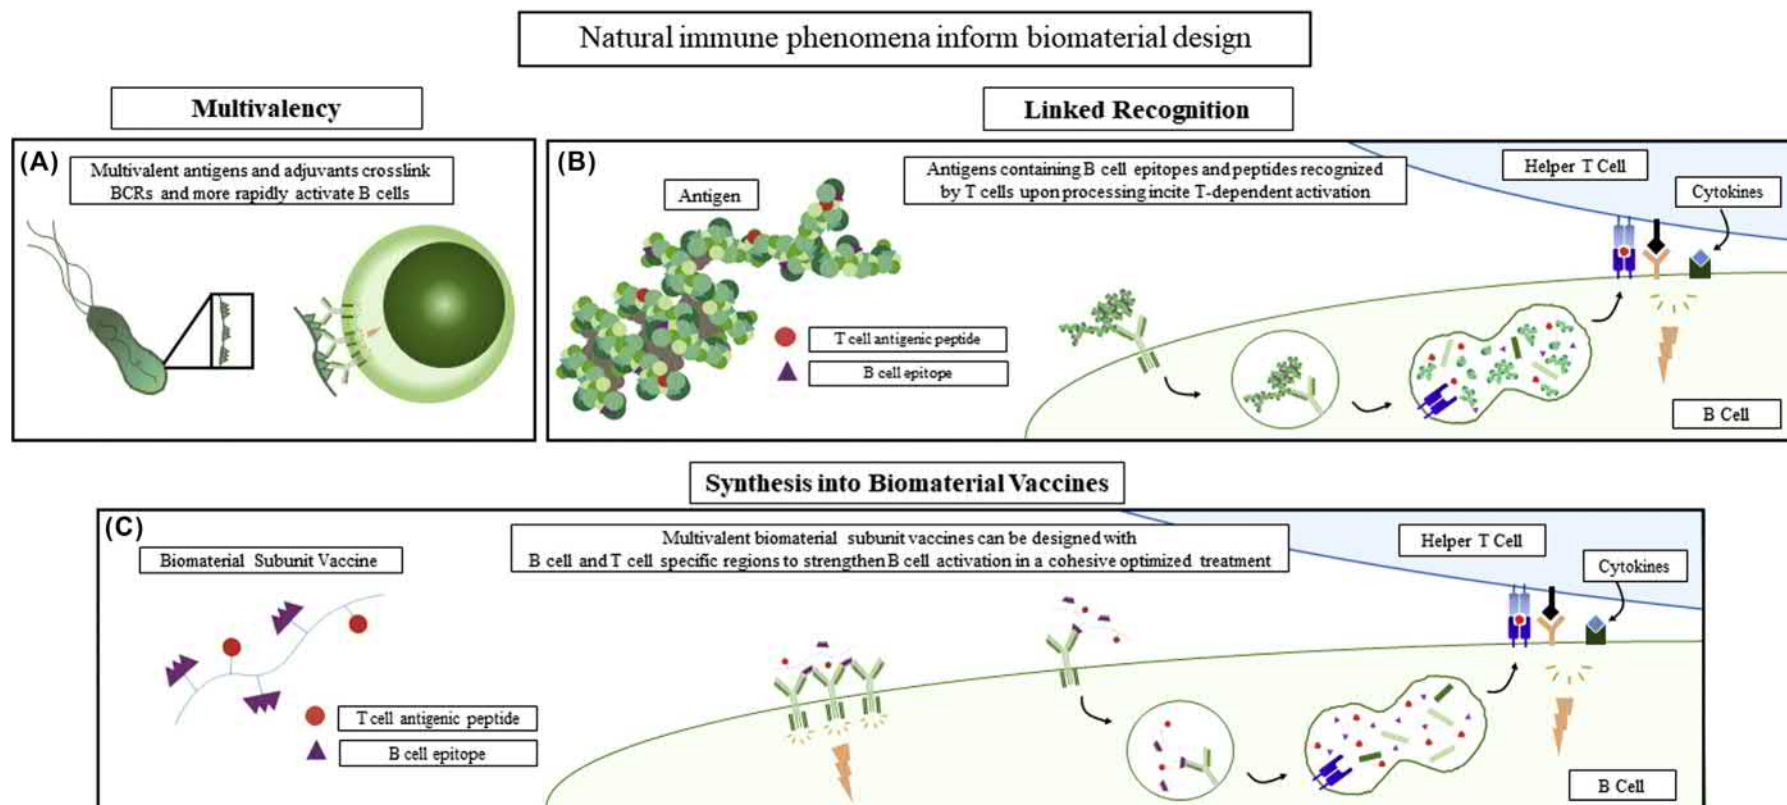 Natural immune phenomena inform biomaterial design
Multivalency
Linked Recognition
(A)
Multivalent antigens and adjuvants crosslink
BCRs and more rapidly activate B cells
(B)
Antigen
Antigens containing B cell epitopes and peptides recognized
by T cells upon processing incite T-dependent activation
Helper T Cell
Cytokines
T cell antigenic peptide
B cell epitope
B Cell
Synthesis into Biomaterial Vaccines
(C)
Biomaterial Subunit Vaccine
Multivalent biomaterial subunit vaccines can be designed with
B cell and T cell specific regions to strengthen B cell activation in a cohesive optimized treatment
Helper T Cell
Cytokines
T cell antigenic peptide
B cell epitope
B Cell